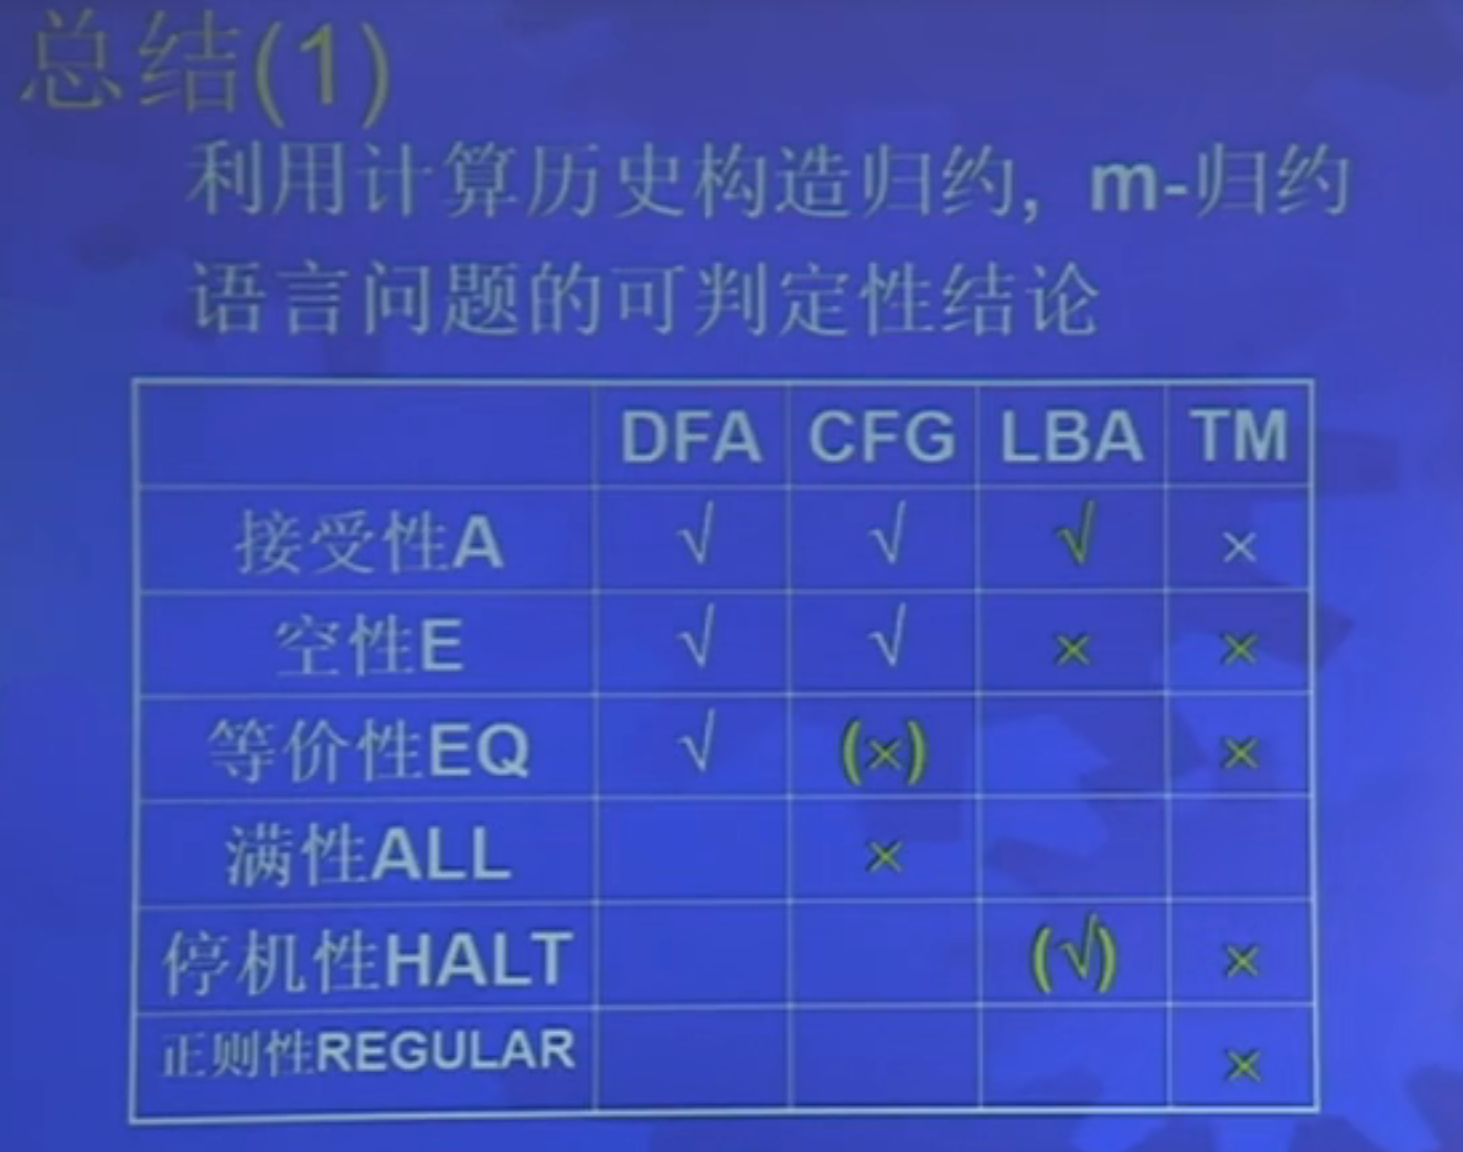 总结(1)
利用计算历史构造归约, m-归约
语言问题的可判定性结论
DFA CFG LBA TM
接受性A √ √ √ ×
空性E √ √ × ×
等价性EQ √ (×) ×
满性ALL ×
停机性HALT (√) ×
正则性REGULAR ×